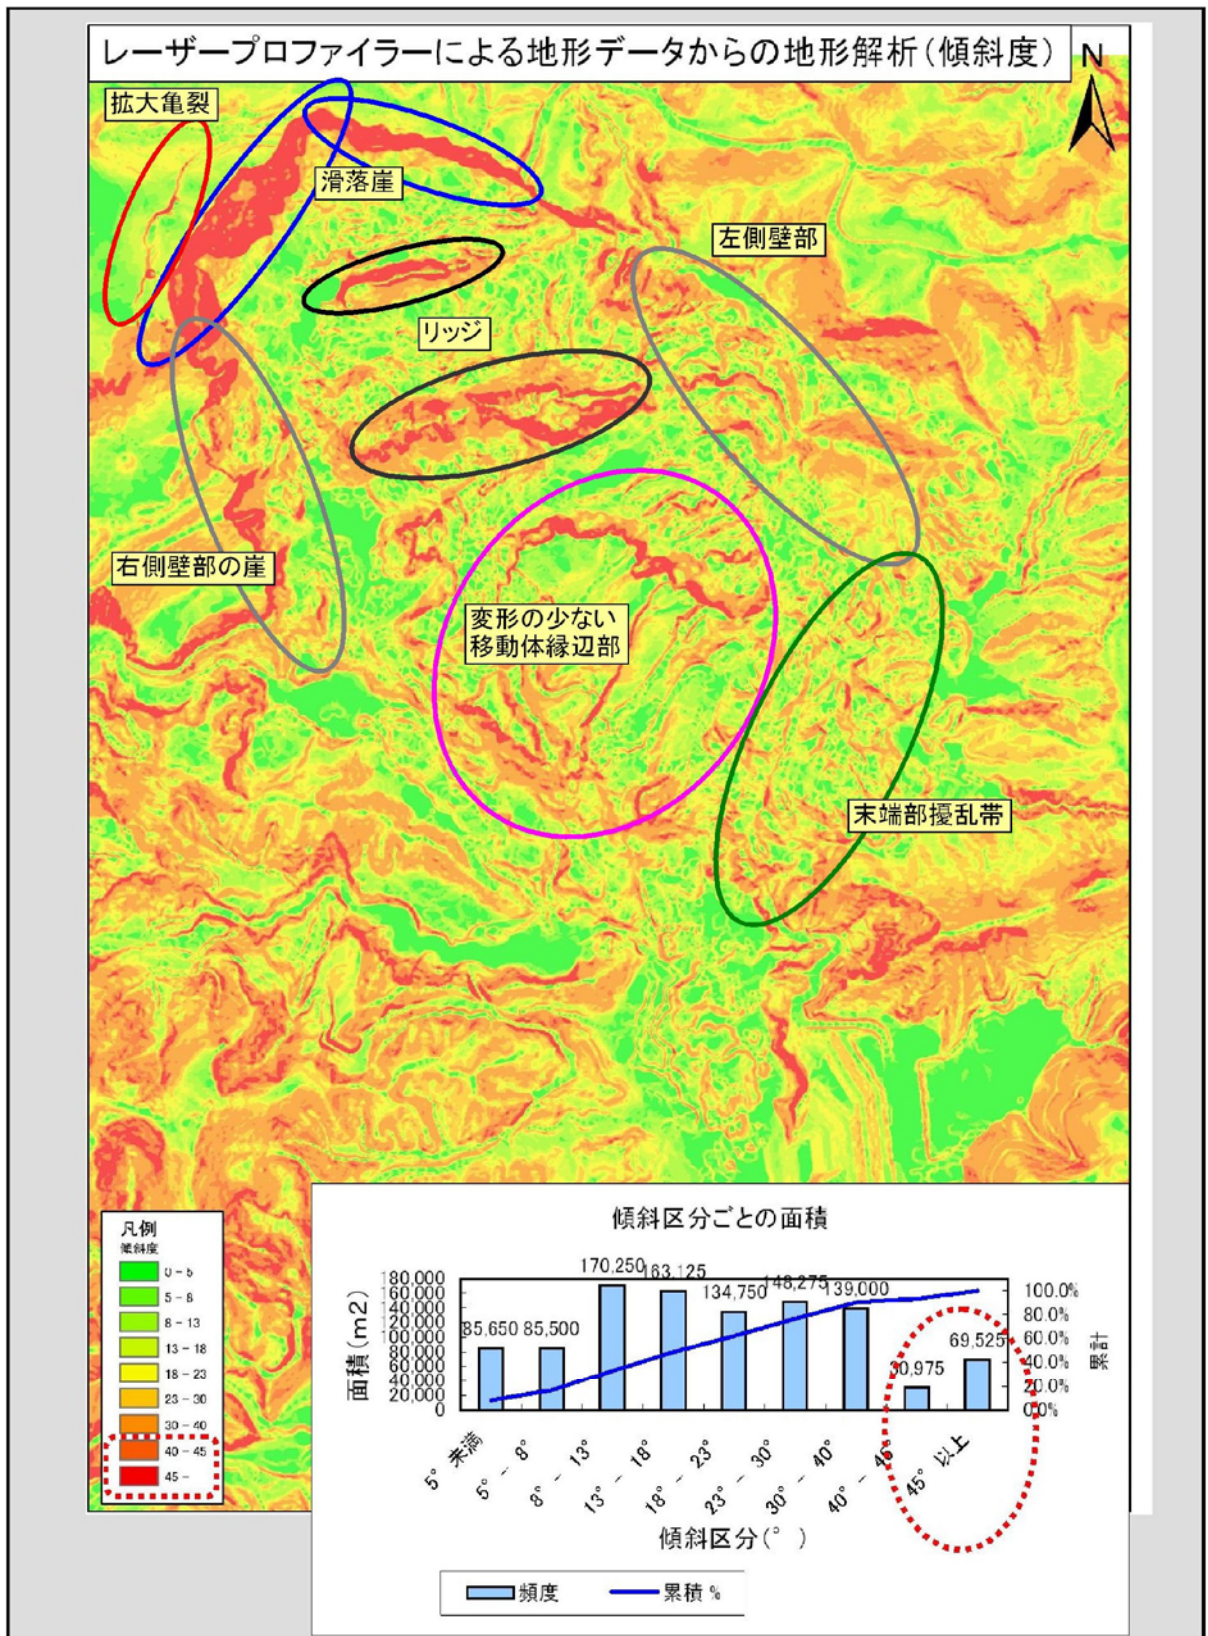 レーザープロファイラーによる地形データからの地形解析(傾斜度)
N
拡大亀裂
滑落崖
左側壁部
リッジ
右側壁部の崖
変形の少ない
移動体縁辺部
末端部擾乱帯
凡例
傾斜度
0－5
5－8
8－13
13－18
18－23
23－30
30－40
40－45
45－
傾斜区分ごとの面積
面積(m2)
180,000
160,000
140,000
120,000
100,000
80,000
60,000
40,000
20,000
0
85,650
85,500
170,250
163,125
134,750
148,275
139,000
30,975
69,525
100.0%
80.0%
60.0%
40.0%
20.0%
0.0%
累計
5° 未満
5° － 8°
8° － 13°
13° － 18°
18° － 23°
23° － 30°
30° － 40°
40° － 45°
45° 以上
傾斜区分(° )
頻度
累積 %